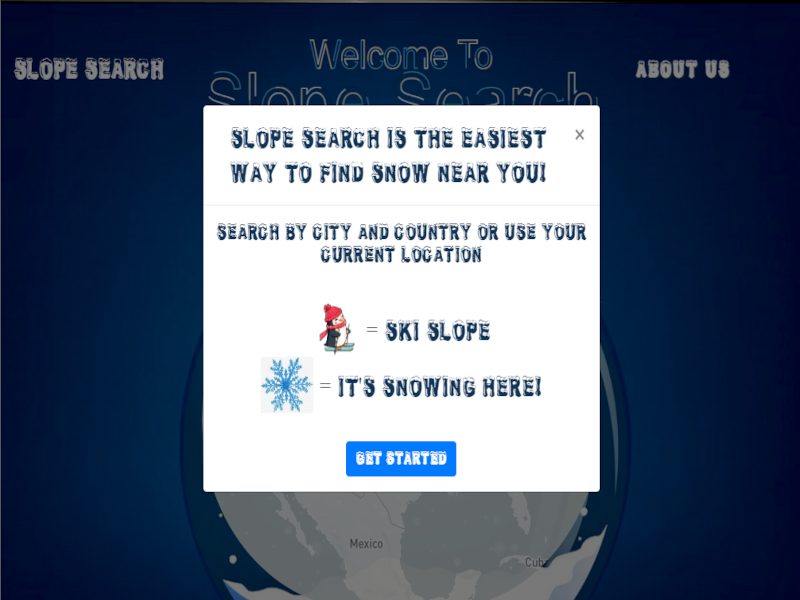 Welcome To
SLOPE SEARCH
ABOUT US
Slope Search
SLOPE SEARCH IS THE EASIEST
WAY TO FIND SNOW NEAR YOU!
×
SEARCH BY CITY AND COUNTRY OR USE YOUR
CURRENT LOCATION
= SKI SLOPE
= IT'S SNOWING HERE!
GET STARTED
Mexico
Cuba